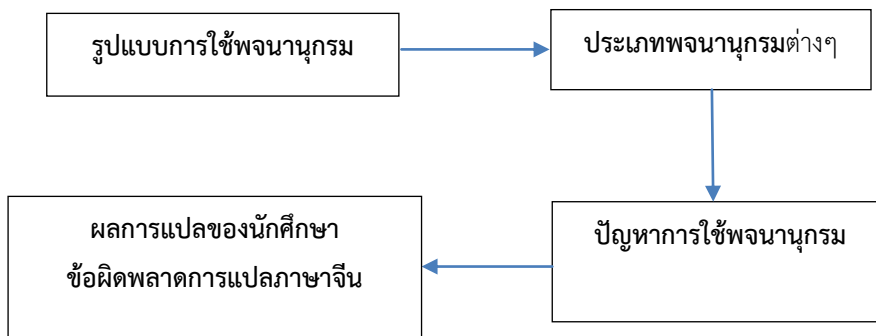 รูปแบบการใช้พจนานุกรม
ประเภทพจนานุกรมต่างๆ
ปัญหาการใช้พจนานุกรม
ผลการแปลของนักศึกษา
ข้อผิดพลาดการแปลภาษาจีน